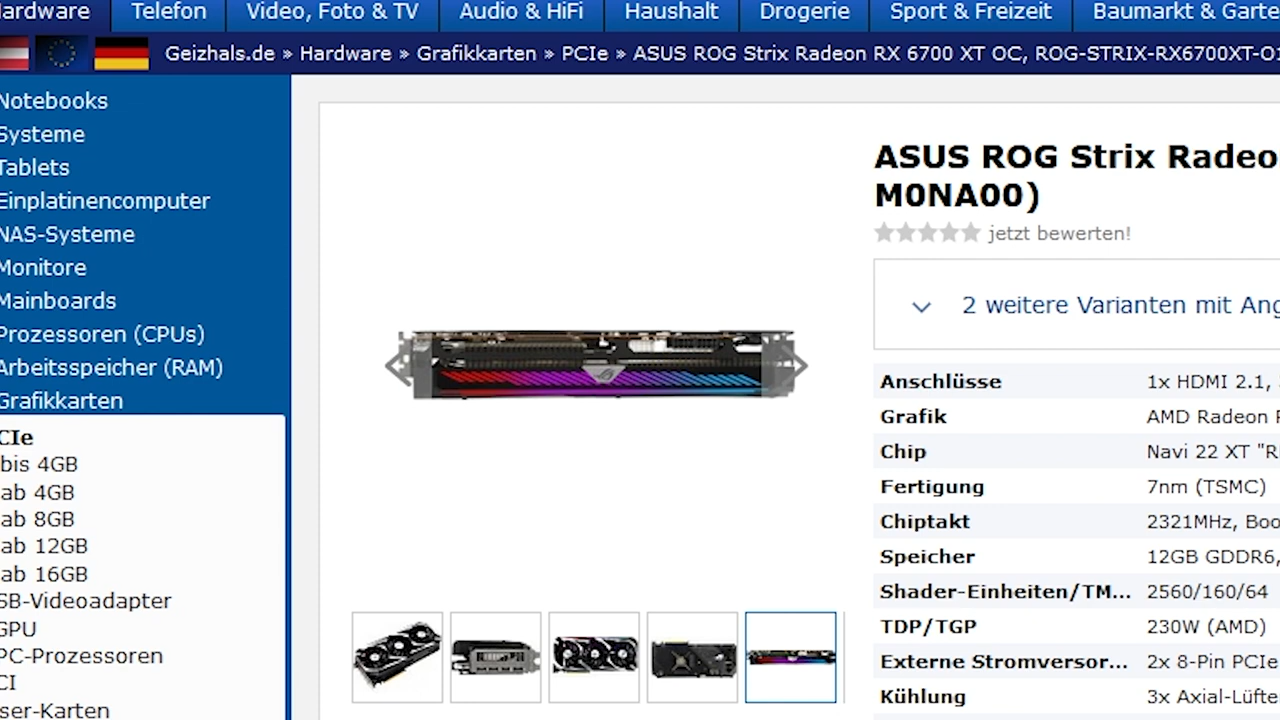 Hardware Telefon Video, Foto & TV Audio & HiFi Haushalt Drogerie Sport & Freizeit Baumarkt & Garte
Geizhals.de » Hardware » Grafikkarten » PCIe » ASUS ROG Strix Radeon RX 6700 XT OC, ROG-STRIX-RX6700XT-O1
Notebooks
Systeme
Tablets
Einplatinencomputer
NAS-Systeme
Monitore
Mainboards
Prozessoren (CPUs)
Arbeitsspeicher (RAM)
Grafikkarten
CIe
bis 4GB
ab 4GB
ab 8GB
ab 12GB
ab 16GB
SB-Videoadapter
GPU
PC-Prozessoren
CI
ser-Karten
ASUS ROG Strix Radeo
M0NA00)
jetzt bewerten!
2 weitere Varianten mit Ang
Anschlüsse 1x HDMI 2.1,
Grafik AMD Radeon R
Chip Navi 22 XT "R
Fertigung 7nm (TSMC)
Chiptakt 2321MHz, Boo
Speicher 12GB GDDR6,
Shader-Einheiten/TM... 2560/160/64
TDP/TGP 230W (AMD)
Externe Stromversor... 2x 8-Pin PCIe
Kühlung 3x Axial-Lüfte